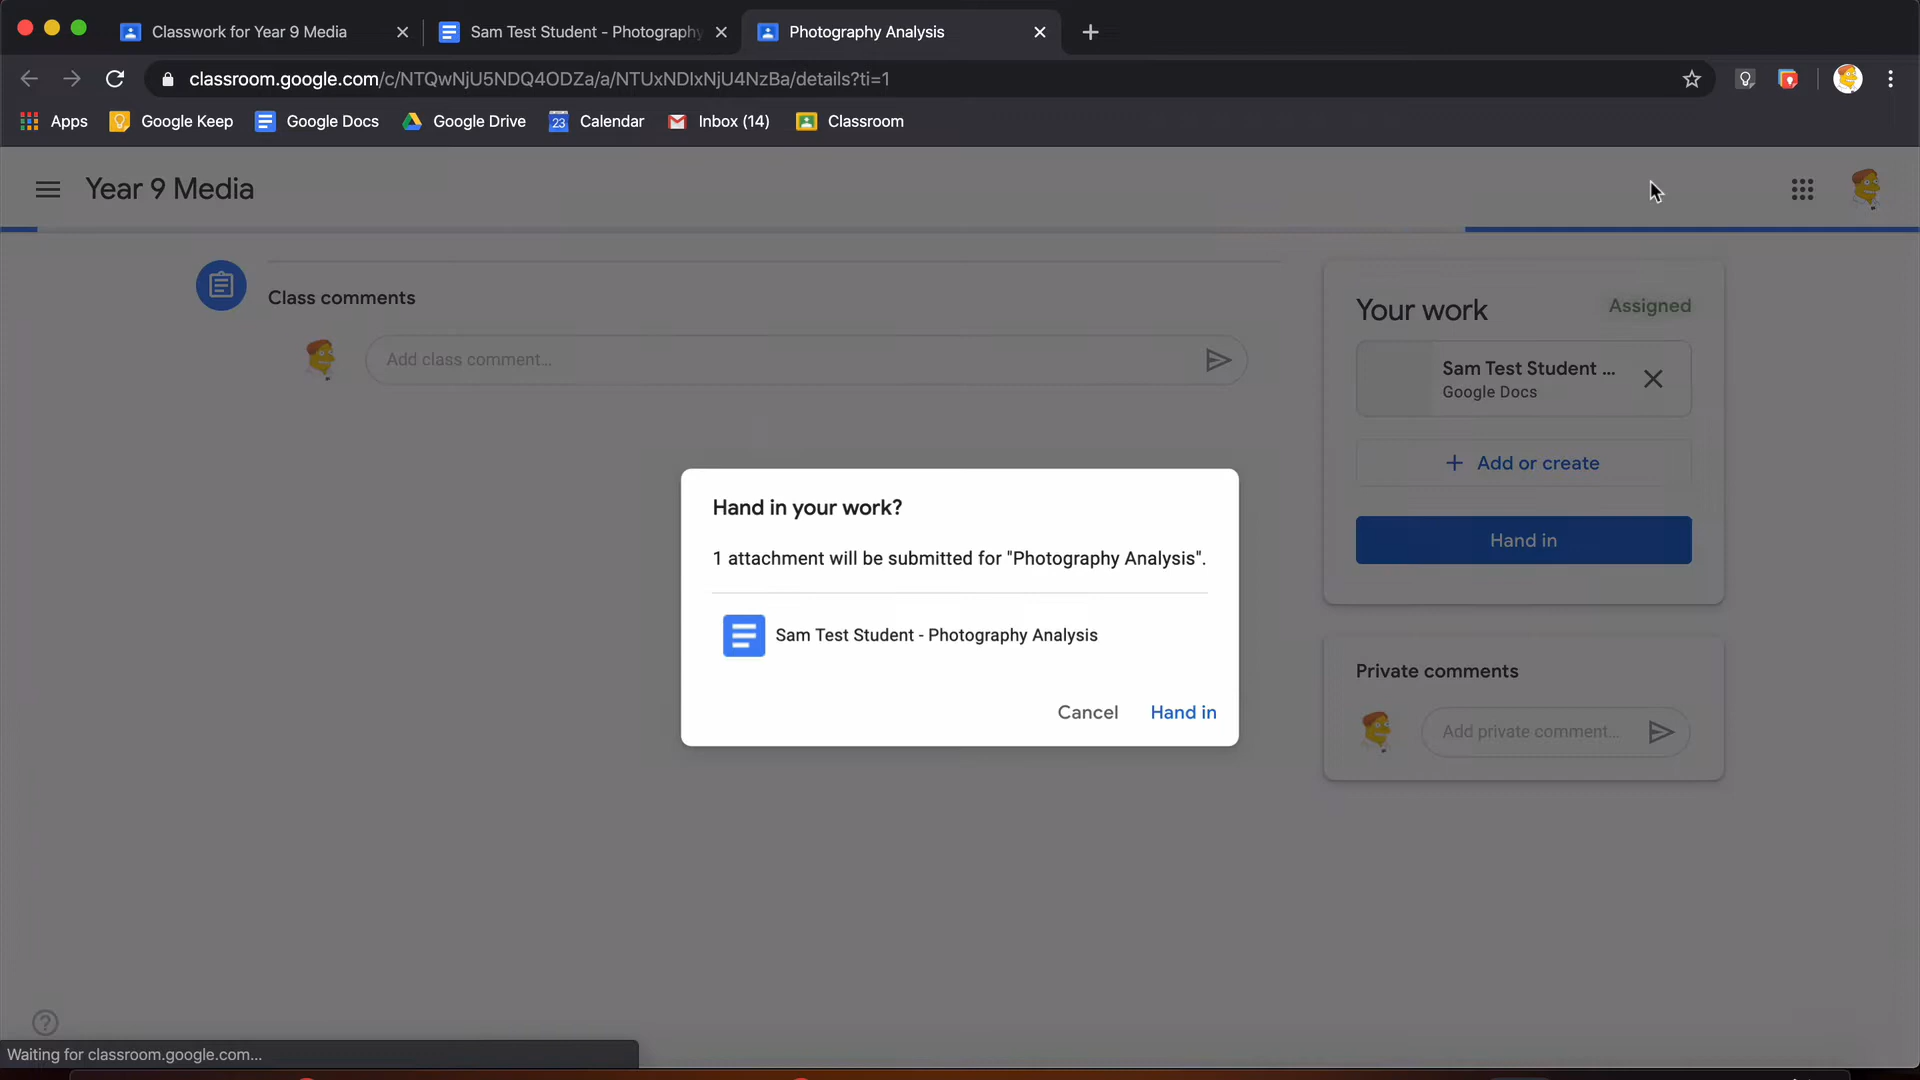 Classwork for Year 9 Media
Sam Test Student - Photography
Photography Analysis
classroom.google.com/c/NTQwNjU5NDQ4ODZa/a/NTUxNDIxNjU4NzBa/details?ti=1
Apps
Google Keep
Google Docs
Google Drive
23
Calendar
Inbox (14)
Classroom
Year 9 Media
Class comments
Add class comment...
Your work
Assigned
Sam Test Student ...
Google Docs
Add or create
Hand in
Hand in your work?
1 attachment will be submitted for "Photography Analysis".
Sam Test Student - Photography Analysis
Cancel
Hand in
Private comments
Add private comment...
Waiting for classroom.google.com...